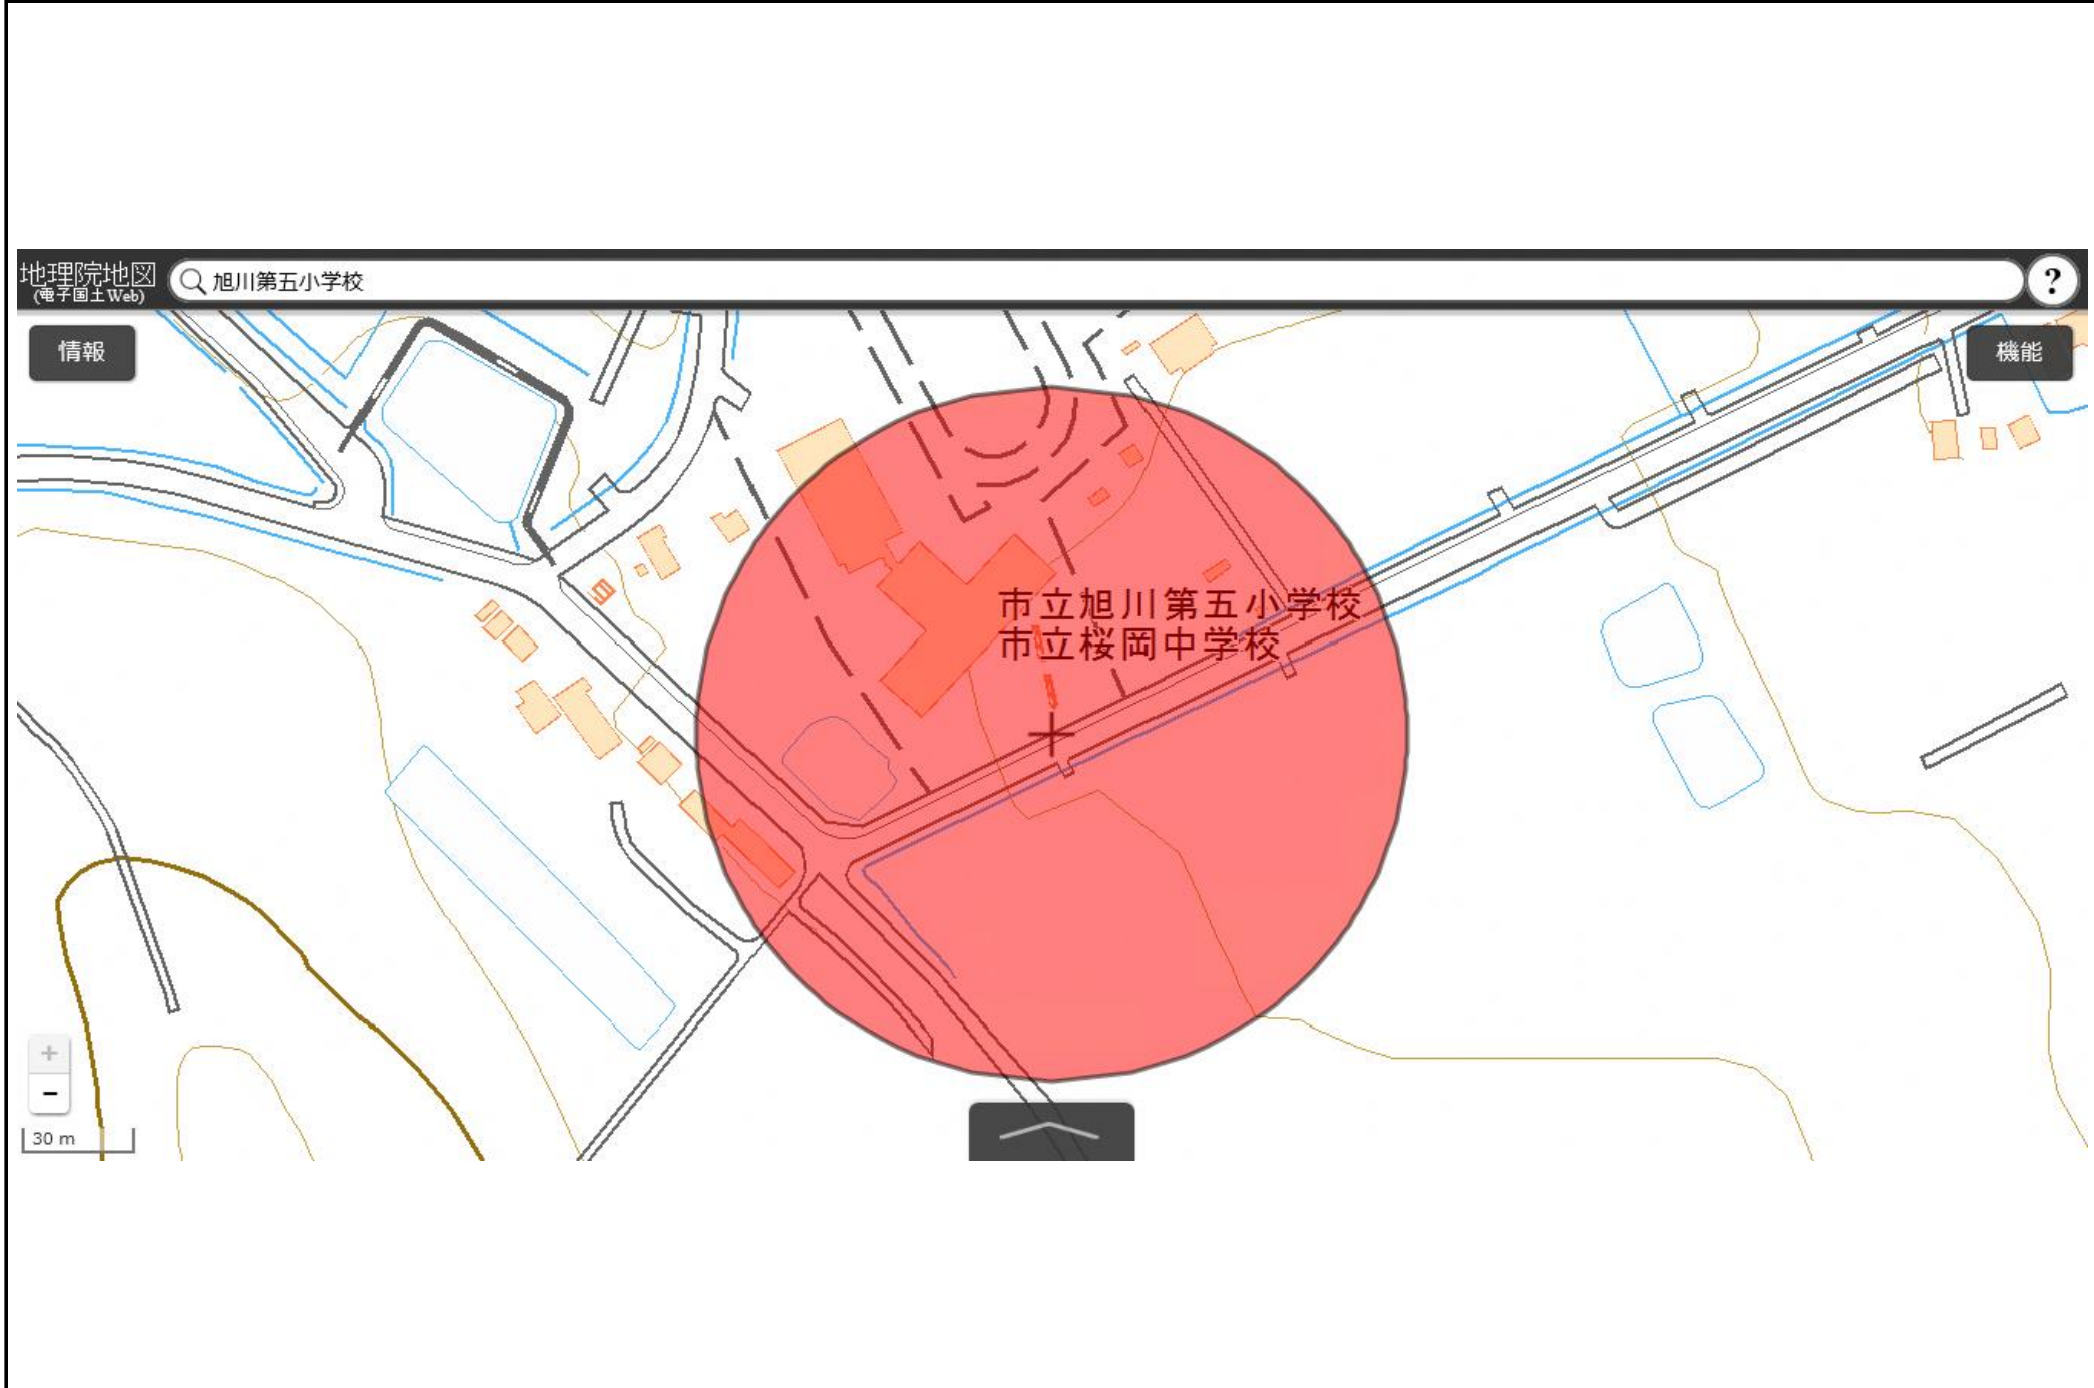 地理院地図
(電子国土Web)
旭川第五小学校
?
情報
機能
市立旭川第五小学校
市立桜岡中学校
+
-
30 m